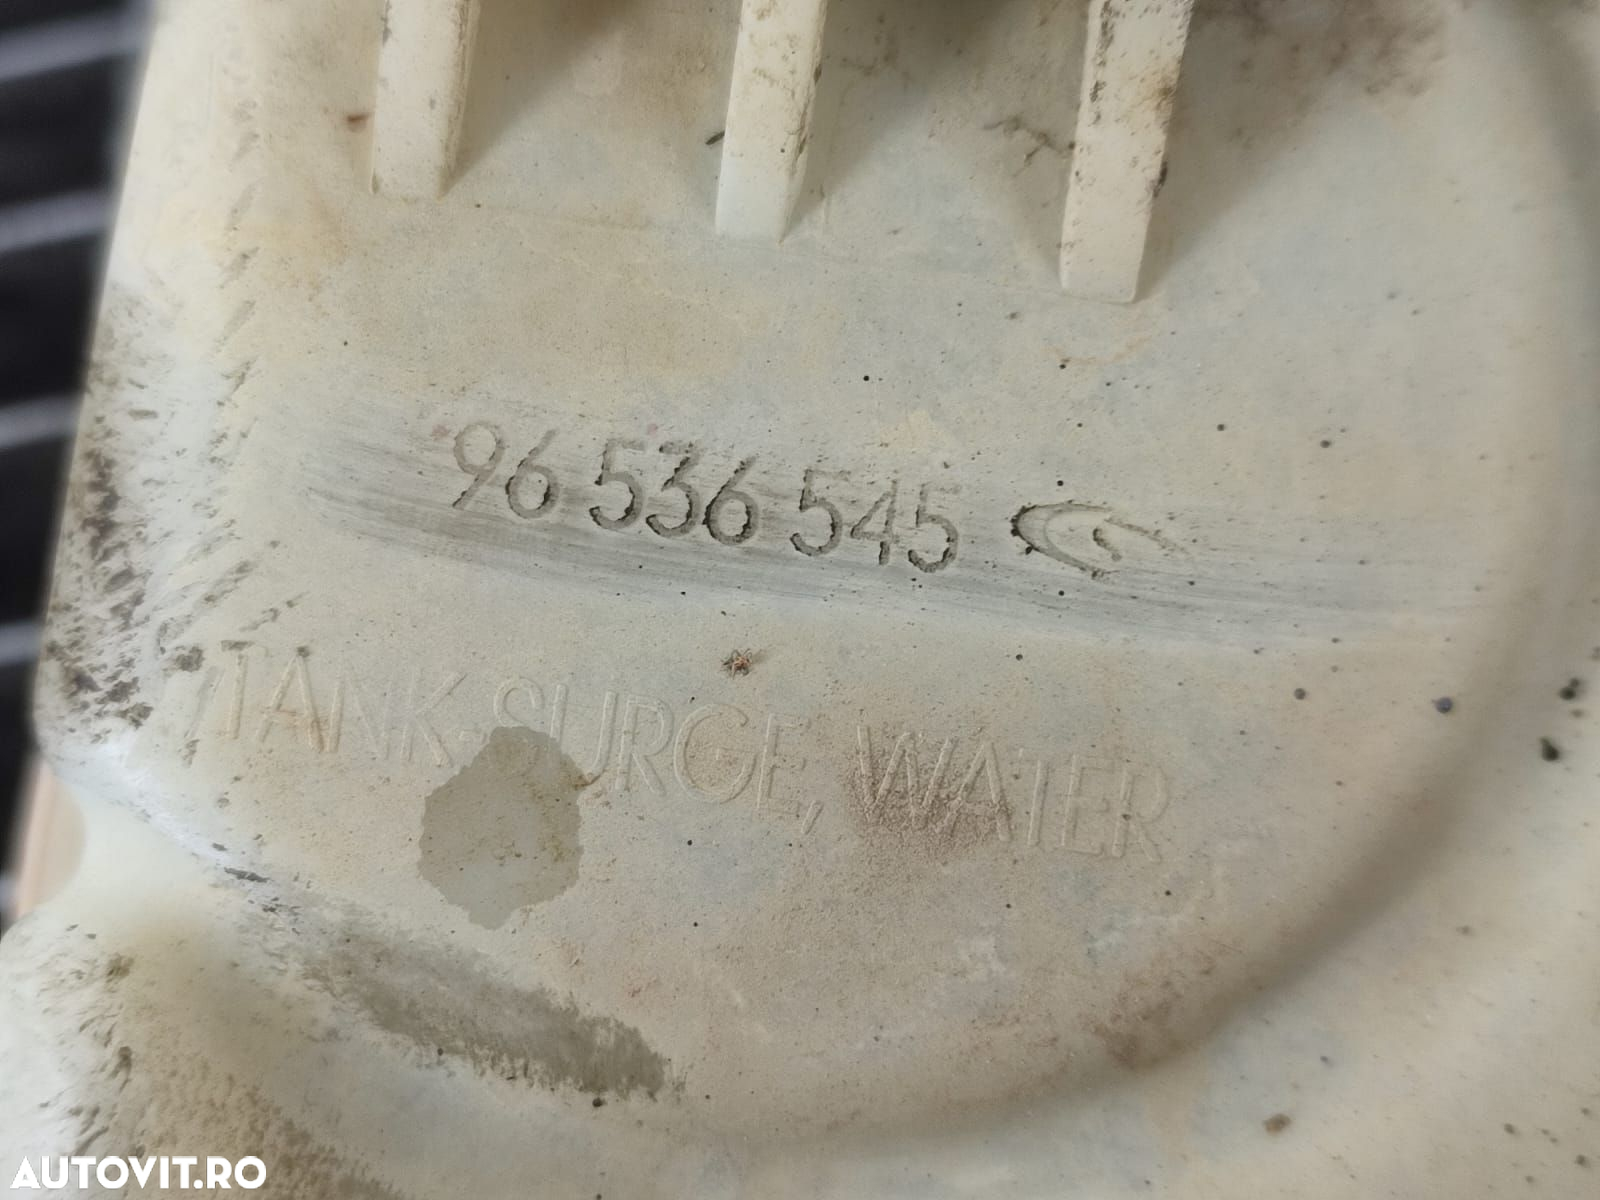 96 536 545
TANK-SURGE, WATER
AUTOVIT.RO